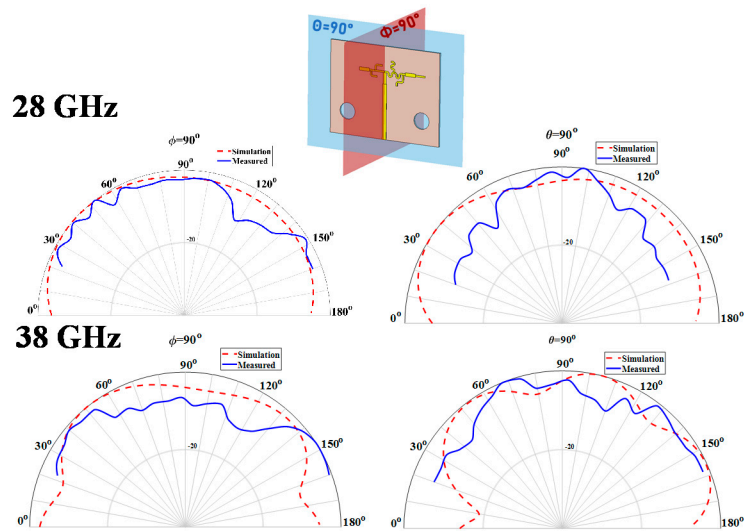 Θ=90°
Φ=90°
28 GHz
ϕ=90°
Simulation
Measured
0°
30°
60°
90°
120°
150°
180°
-20
θ=90°
Simulation
Measured
0°
30°
60°
90°
120°
150°
180°
-20
38 GHz
ϕ=90°
Simulation
Measured
0°
30°
60°
90°
120°
150°
180°
-20
θ=90°
Simulation
Measured
0°
30°
60°
90°
120°
150°
180°
-20